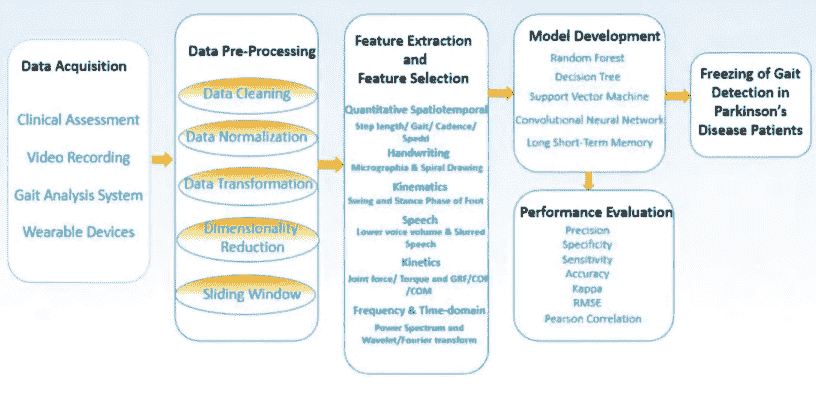 Data Acquisition
Clinical Assessment
Video Recording
Gait Analysis System
Wearable Devices
Data Pre-Processing
Data Cleaning
Data Normalization
Data Transformation
Dimensionality
Reduction
Sliding Window
Feature Extraction
and
Feature Selection
Quantitative Spatiotemporal
Step length/ Gait/ Cadence/
Speed
Handwriting
Micrographia & Spiral Drawing
Kinematics
Swing and Stance Phase of Foot
Speech
Lower voice volume & Slurred
Speech
Kinetics
Joint force/ Torque and GRF/COP
/COM
Frequency & Time-domain
Power Spectrum and
Wavelet/Fourier transform
Model Development
Random Forest
Decision Tree
Support Vector Machine
Convolutional Neural Network
Long Short-Term Memory
Performance Evaluation
Precision
Specificity
Sensitivity
Accuracy
Kappa
RMSE
Pearson Correlation
Freezing of Gait
Detection in
Parkinson's
Disease Patients